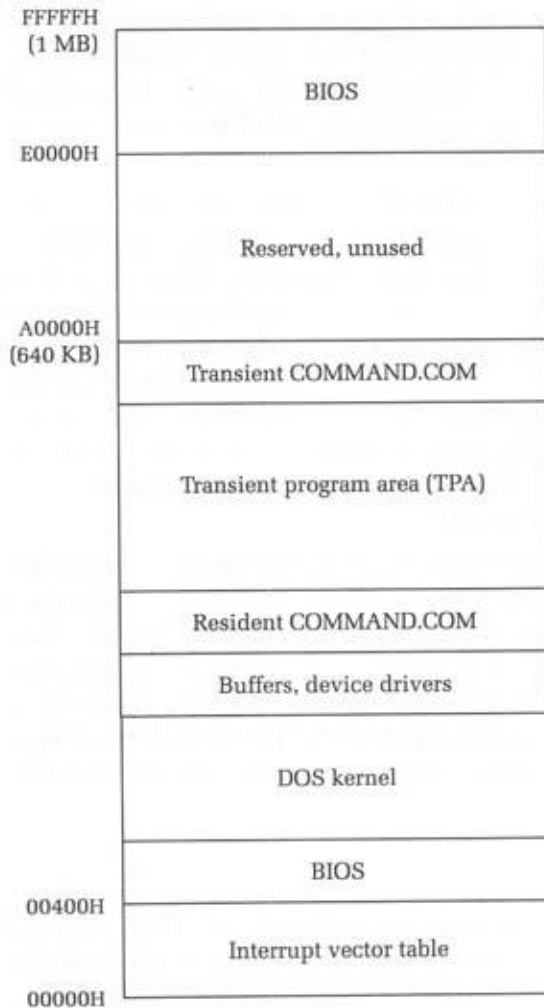 FFFFFH
(1 MB)
BIOS
E0000H
Reserved, unused
A0000H
(640 KB)
Transient COMMAND.COM
Transient program area (TPA)
Resident COMMAND.COM
Buffers, device drivers
DOS kernel
BIOS
00400H
Interrupt vector table
00000H